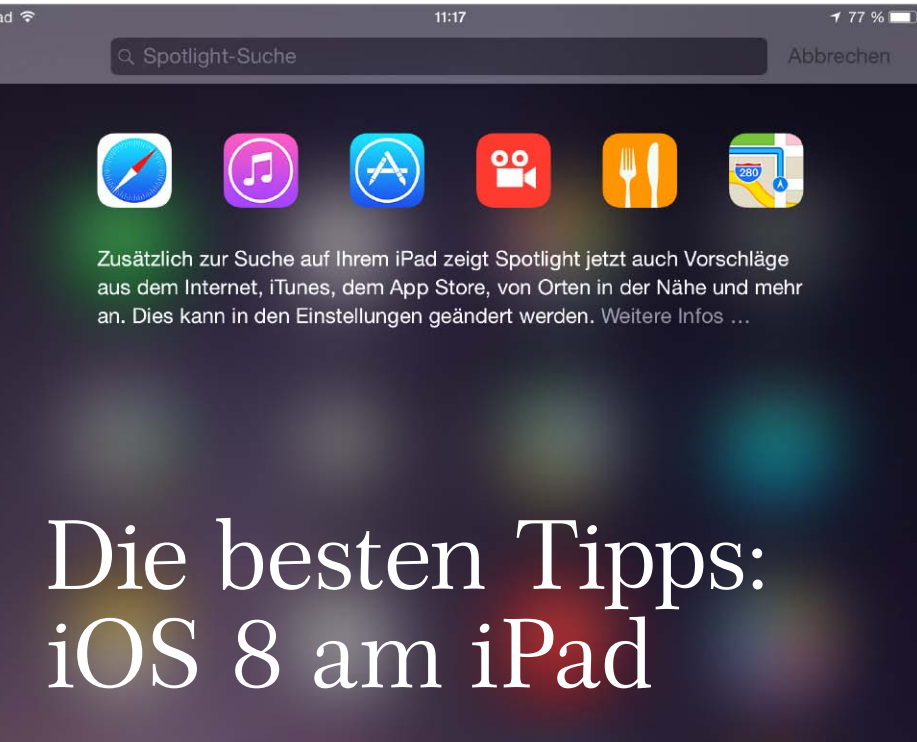 ad 11:17 77 %
Spotlight-Suche Abbrechen
280
Zusätzlich zur Suche auf Ihrem iPad zeigt Spotlight jetzt auch Vorschläge
aus dem Internet, iTunes, dem App Store, von Orten in der Nähe und mehr
an. Dies kann in den Einstellungen geändert werden. Weitere Infos ...
Die besten Tipps:
iOS 8 am iPad